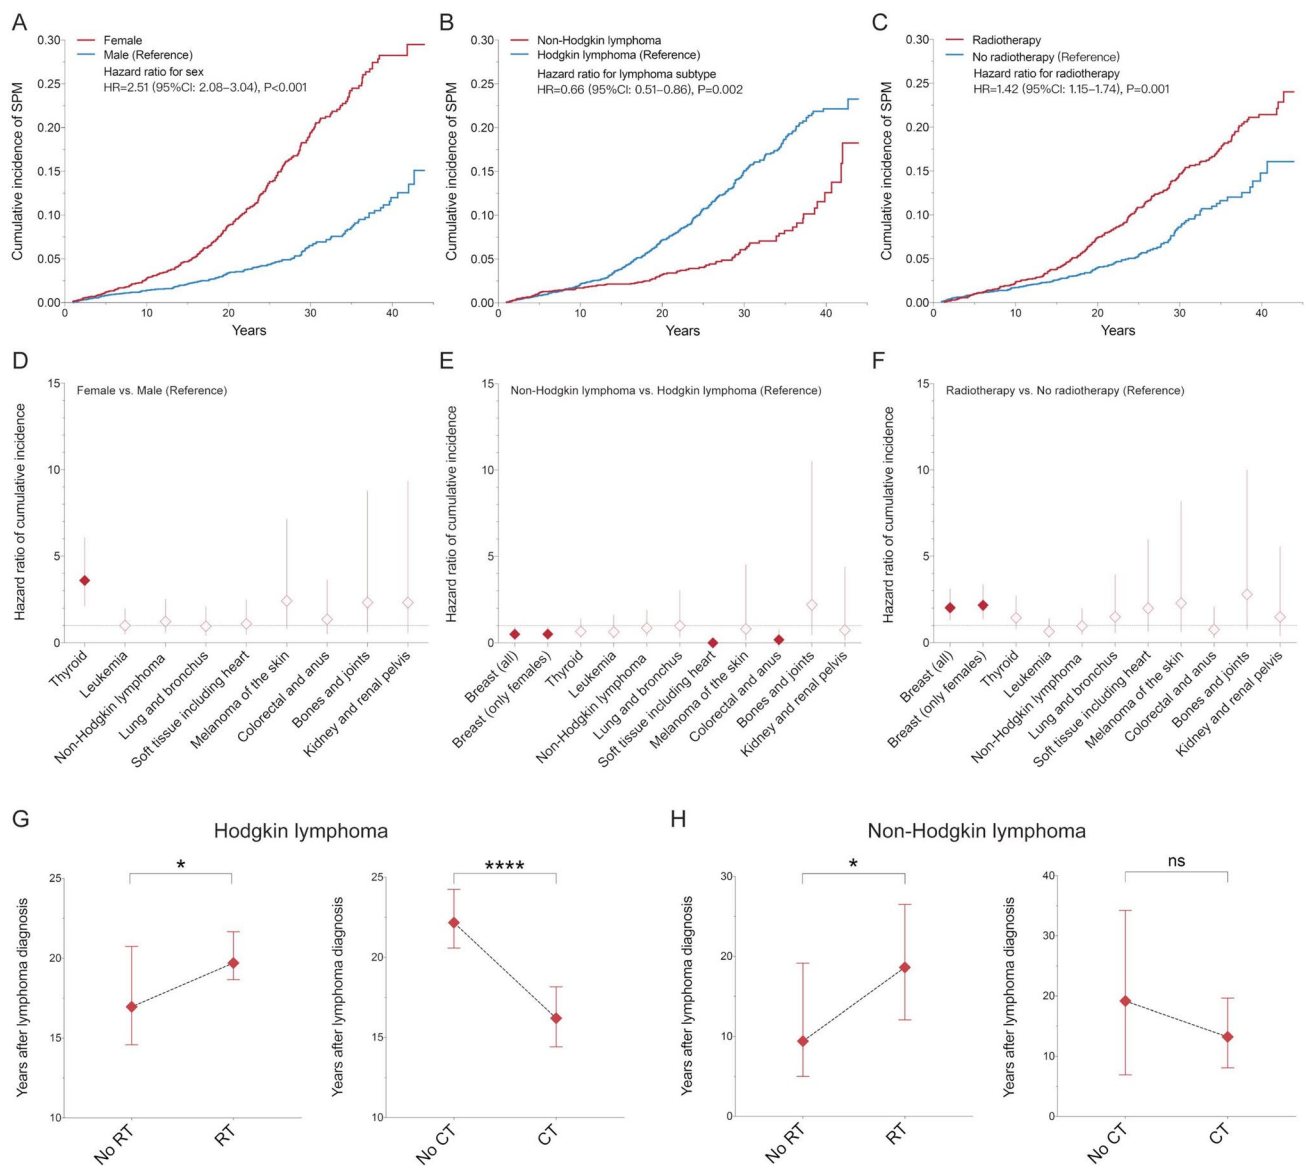 A
Female
Male (Reference)
Hazard ratio for sex
HR=2.51 (95%CI: 2.08–3.04), P<0.001
Cumulative incidence of SPM
0.30
0.25
0.20
0.15
0.10
0.05
0.00
0
10
20
30
40
Years
B
Non-Hodgkin lymphoma
Hodgkin lymphoma (Reference)
Hazard ratio for lymphoma subtype
HR=0.66 (95%CI: 0.51–0.86), P=0.002
Cumulative incidence of SPM
0.30
0.25
0.20
0.15
0.10
0.05
0.00
0
10
20
30
40
Years
C
Radiotherapy
No radiotherapy (Reference)
Hazard ratio for radiotherapy
HR=1.42 (95%CI: 1.15–1.74), P=0.001
Cumulative incidence of SPM
0.30
0.25
0.20
0.15
0.10
0.05
0.00
0
10
20
30
40
Years
D
Female vs. Male (Reference)
Hazard ratio of cumulative incidence
15
10
5
0
Thyroid
Leukemia
Non-Hodgkin lymphoma
Lung and bronchus
Soft tissue including heart
Melanoma of the skin
Colorectal and anus
Bones and joints
Kidney and renal pelvis
E
Non-Hodgkin lymphoma vs. Hodgkin lymphoma (Reference)
Hazard ratio of cumulative incidence
15
10
5
0
Breast (all)
Breast (only females)
Thyroid
Leukemia
Non-Hodgkin lymphoma
Lung and bronchus
Soft tissue including heart
Melanoma of the skin
Colorectal and anus
Bones and joints
Kidney and renal pelvis
F
Radiotherapy vs. No radiotherapy (Reference)
Hazard ratio of cumulative incidence
15
10
5
0
Breast (all)
Breast (only females)
Thyroid
Leukemia
Non-Hodgkin lymphoma
Lung and bronchus
Soft tissue including heart
Melanoma of the skin
Colorectal and anus
Bones and joints
Kidney and renal pelvis
G
Hodgkin lymphoma
*
Years after lymphoma diagnosis
25
20
15
10
No RT
RT
****
Years after lymphoma diagnosis
25
20
15
10
No CT
CT
H
Non-Hodgkin lymphoma
*
Years after lymphoma diagnosis
30
20
10
0
No RT
RT
ns
Years after lymphoma diagnosis
40
30
20
10
0
No CT
CT